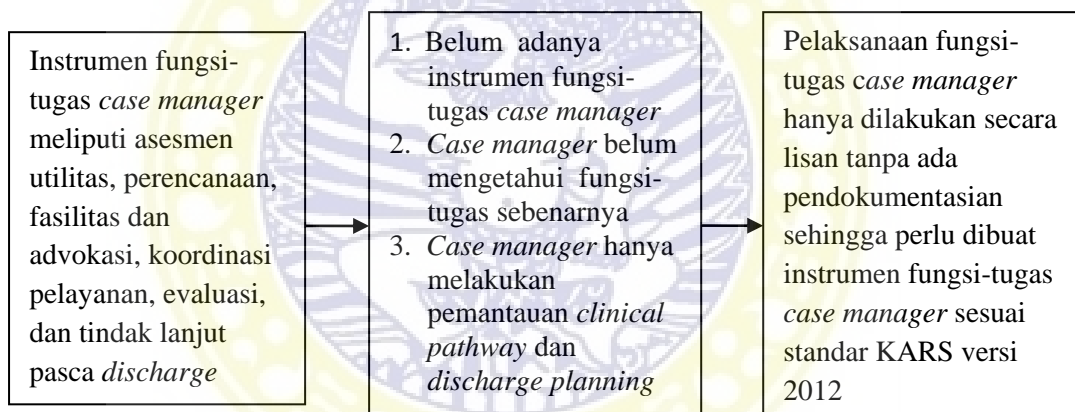 Instrumen fungsi-
tugas case manager
meliputi asesmen
utilitas, perencanaan,
fasilitas dan
advokasi, koordinasi
pelayanan, evaluasi,
dan tindak lanjut
pasca discharge
1. Belum adanya
instrumen fungsi-
tugas case manager
2. Case manager belum
mengetahui fungsi-
tugas sebenarnya
3. Case manager hanya
melakukan
pemantauan clinical
pathway dan
discharge planning
Pelaksanaan fungsi-
tugas case manager
hanya dilakukan secara
lisan tanpa ada
pendokumentasian
sehingga perlu dibuat
instrumen fungsi-tugas
case manager sesuai
standar KARS versi
2012